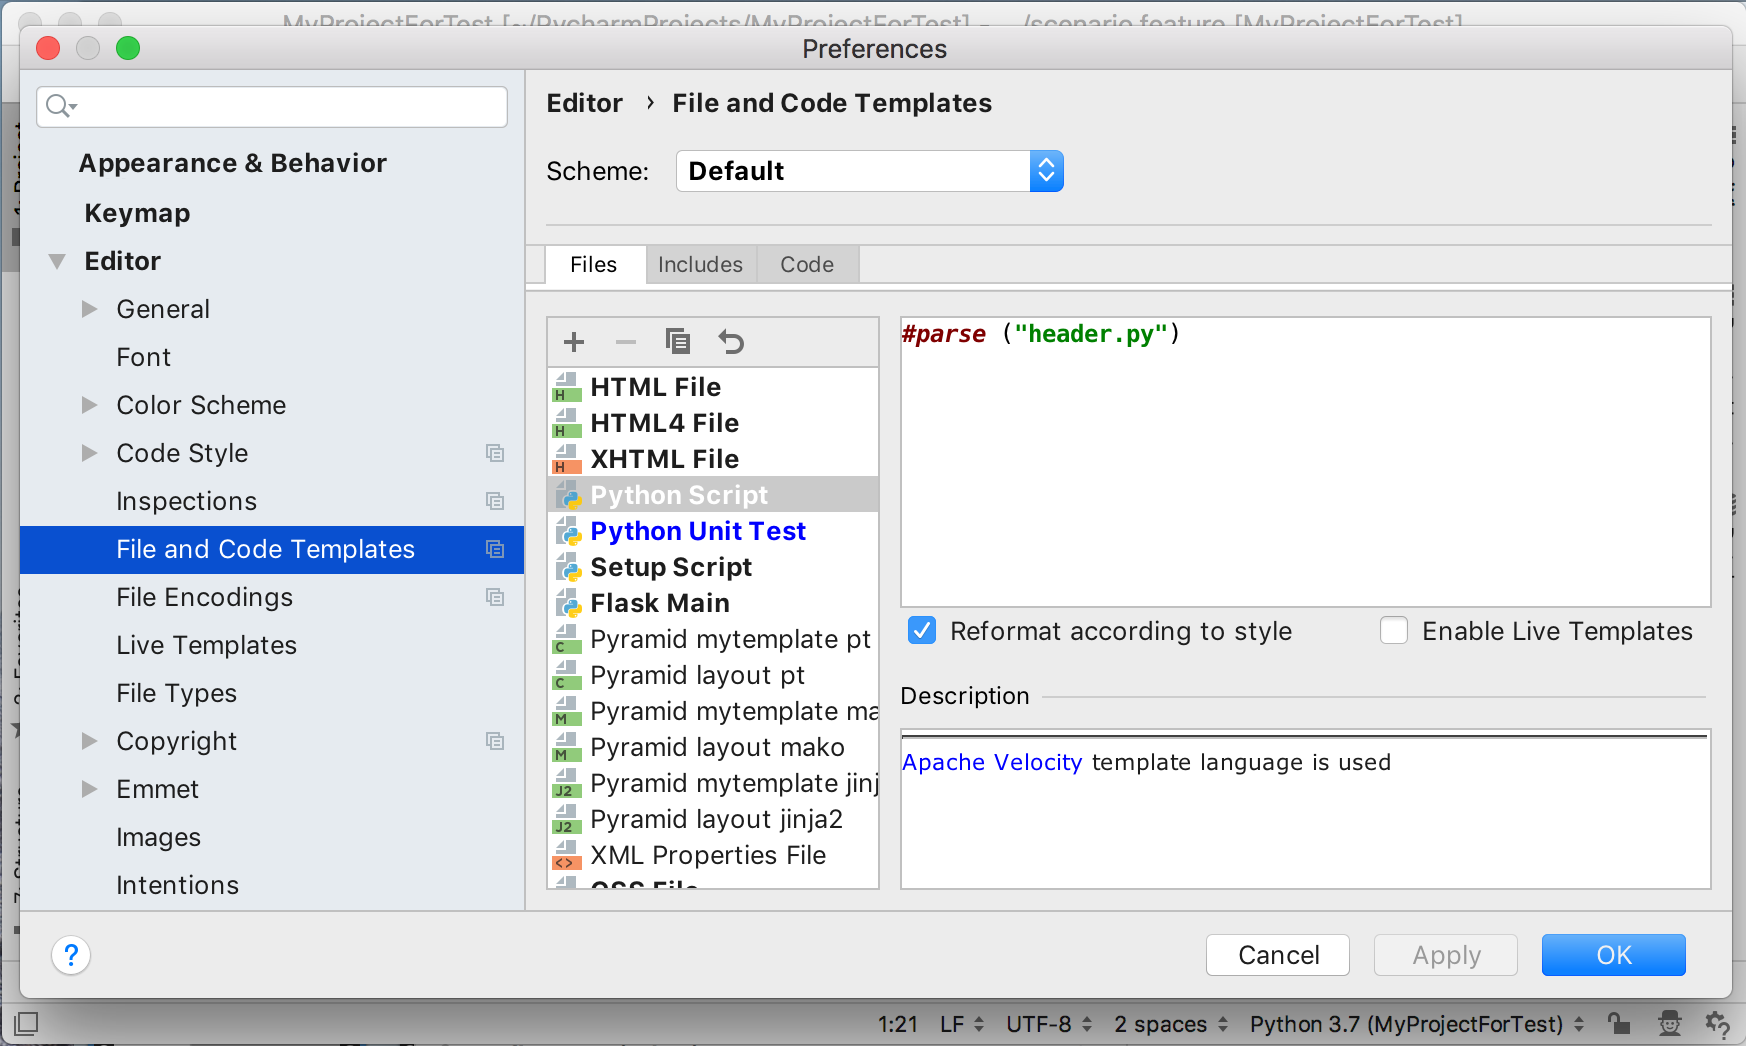 MyProjectForTest [~/PycharmProjects/MyProjectForTest] - .../scenario.feature [MyProjectForTest]
Preferences
Appearance & Behavior
Keymap
Editor
General
Font
Color Scheme
Code Style
Inspections
File and Code Templates
File Encodings
Live Templates
File Types
Copyright
Emmet
Images
Intentions
Editor › File and Code Templates
Scheme: Default
Files Includes Code
HTML File
HTML4 File
XHTML File
Python Script
Python Unit Test
Setup Script
Flask Main
Pyramid mytemplate pt
Pyramid layout pt
Pyramid mytemplate ma
Pyramid layout mako
Pyramid mytemplate jinj
Pyramid layout jinja2
XML Properties File
CSS File
#parse ("header.py")
Reformat according to style Enable Live Templates
Description
Apache Velocity template language is used
? Cancel Apply OK
1:21 LF UTF-8 2 spaces Python 3.7 (MyProjectForTest)